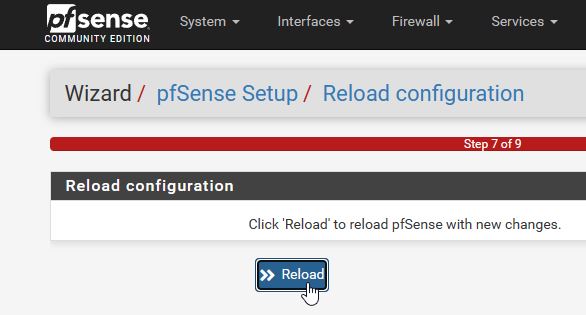 pfsense
COMMUNITY EDITION
System Interfaces Firewall Services
Wizard / pfSense Setup / Reload configuration
Step 7 of 9
Reload configuration
Click 'Reload' to reload pfSense with new changes.
Reload